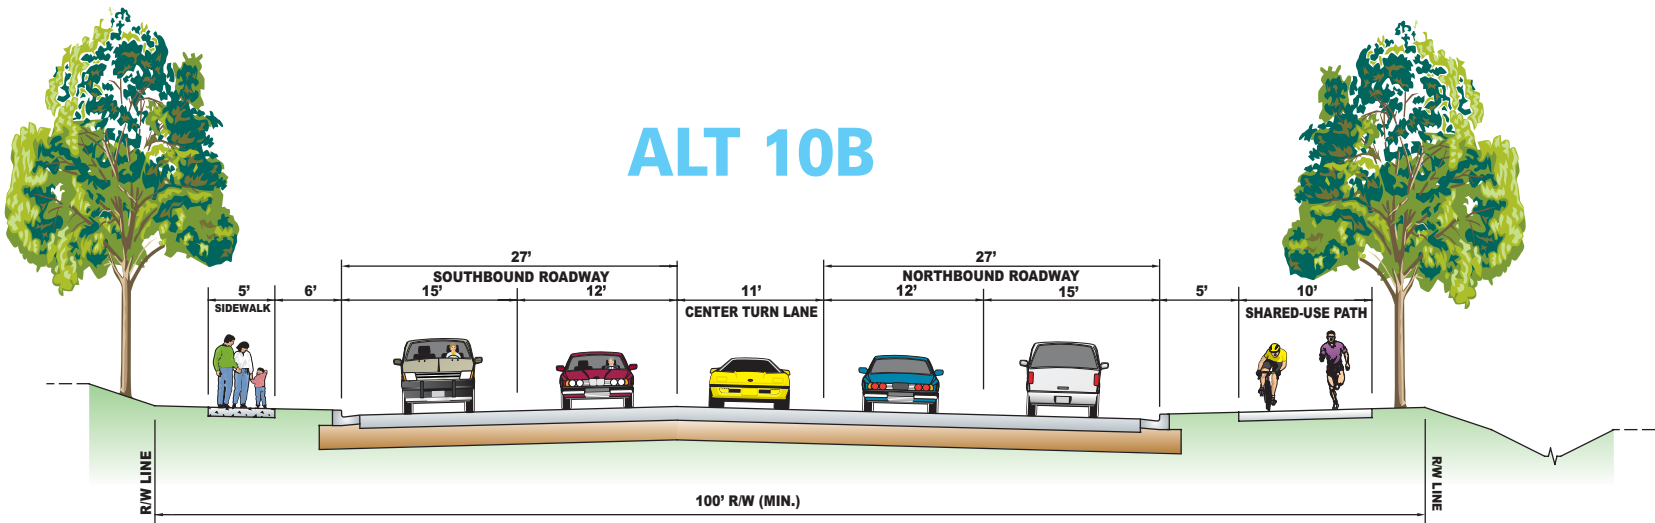 ALT 10B
27’
27’
SOUTHBOUND ROADWAY
NORTHBOUND ROADWAY
5’
6’
15’
12’
11’
12’
15’
5’
10’
SIDEWALK
CENTER TURN LANE
SHARED-USE PATH
R/W LINE
R/W LINE
100’ R/W (MIN.)